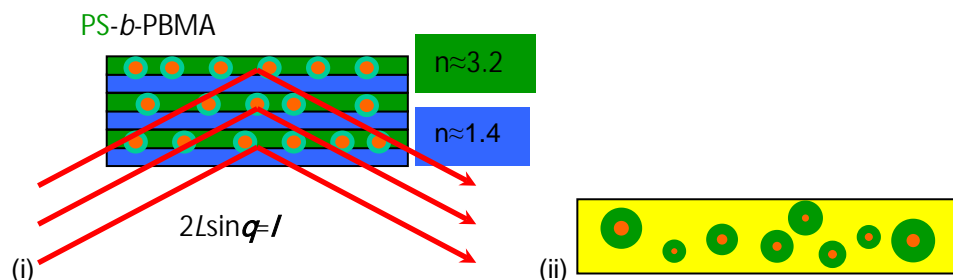 PS-b-PBMA
n≈3.2
n≈1.4
2Lsinq=l
(i)
(ii)